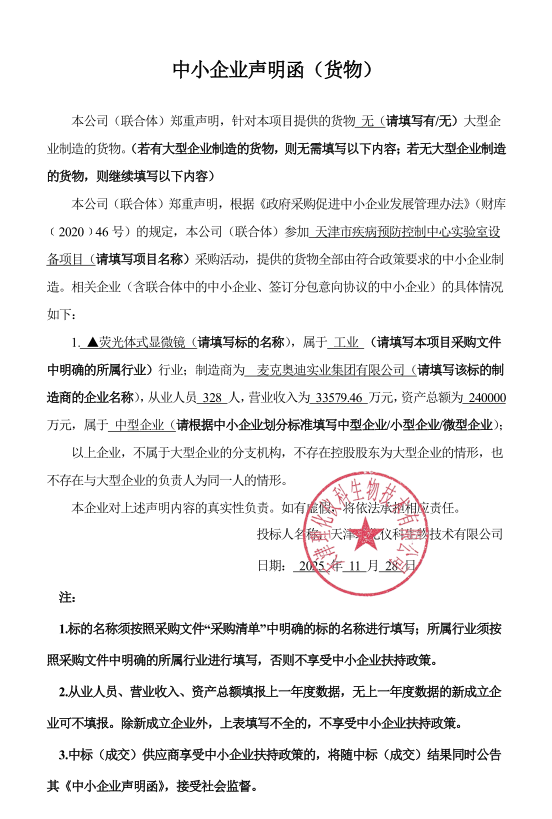 中小企业声明函（货物）
本公司（联合体）郑重声明，针对本项目提供的货物 无（请填写有/无）大型企
业制造的货物。（若有大型企业制造的货物，则无需填写以下内容；若无大型企业制造
的货物，则继续填写以下内容）
本公司（联合体）郑重声明，根据《政府采购促进中小企业发展管理办法》（财库
﹝2020﹞46 号）的规定，本公司（联合体）参加 天津市疾病预防控制中心实验室设
备项目（请填写项目名称）采购活动，提供的货物全部由符合政策要求的中小企业制
造。相关企业（含联合体中的中小企业、签订分包意向协议的中小企业）的具体情况
如下：
1. ▲荧光体式显微镜（请填写标的名称），属于 工业 （请填写本项目采购文件
中明确的所属行业）行业；制造商为 麦克奥迪实业集团有限公司（请填写该标的制
造商的企业名称），从业人员 328 人，营业收入为 33579.46 万元，资产总额为 240000
万元，属于 中型企业（请根据中小企业划分标准填写中型企业/小型企业/微型企业）；
以上企业，不属于大型企业的分支机构，不存在控股股东为大型企业的情形，也
不存在与大型企业的负责人为同一人的情形。
本企业对上述声明内容的真实性负责。如有虚假，将依法承担相应责任。
投标人名称：天津 化仪科生物技术有限公司
日期： 2025 年 11 月 28 日
注：
1.标的名称须按照采购文件“采购清单”中明确的标的名称进行填写；所属行业须按
照采购文件中明确的所属行业进行填写，否则不享受中小企业扶持政策。
2.从业人员、营业收入、资产总额填报上一年度数据，无上一年度数据的新成立企
业可不填报。除新成立企业外，上表填写不全的，不享受中小企业扶持政策。
3.中标（成交）供应商享受中小企业扶持政策的，将随中标（成交）结果同时公告
其《中小企业声明函》，接受社会监督。